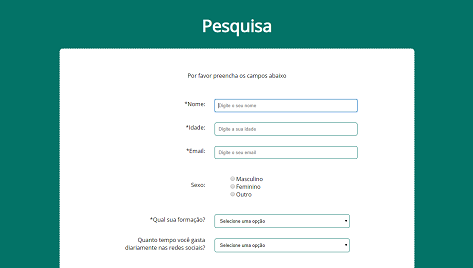 Pesquisa
Por favor preencha os campos abaixo
*Nome:
Digite o seu nome
*Idade:
Digite a sua idade
*Email:
Digite o seu email
Sexo:
Masculino
Feminino
Outro
*Qual sua formação?
Selecione uma opção
Quanto tempo você gasta
diariamente nas redes sociais?
Selecione uma opção